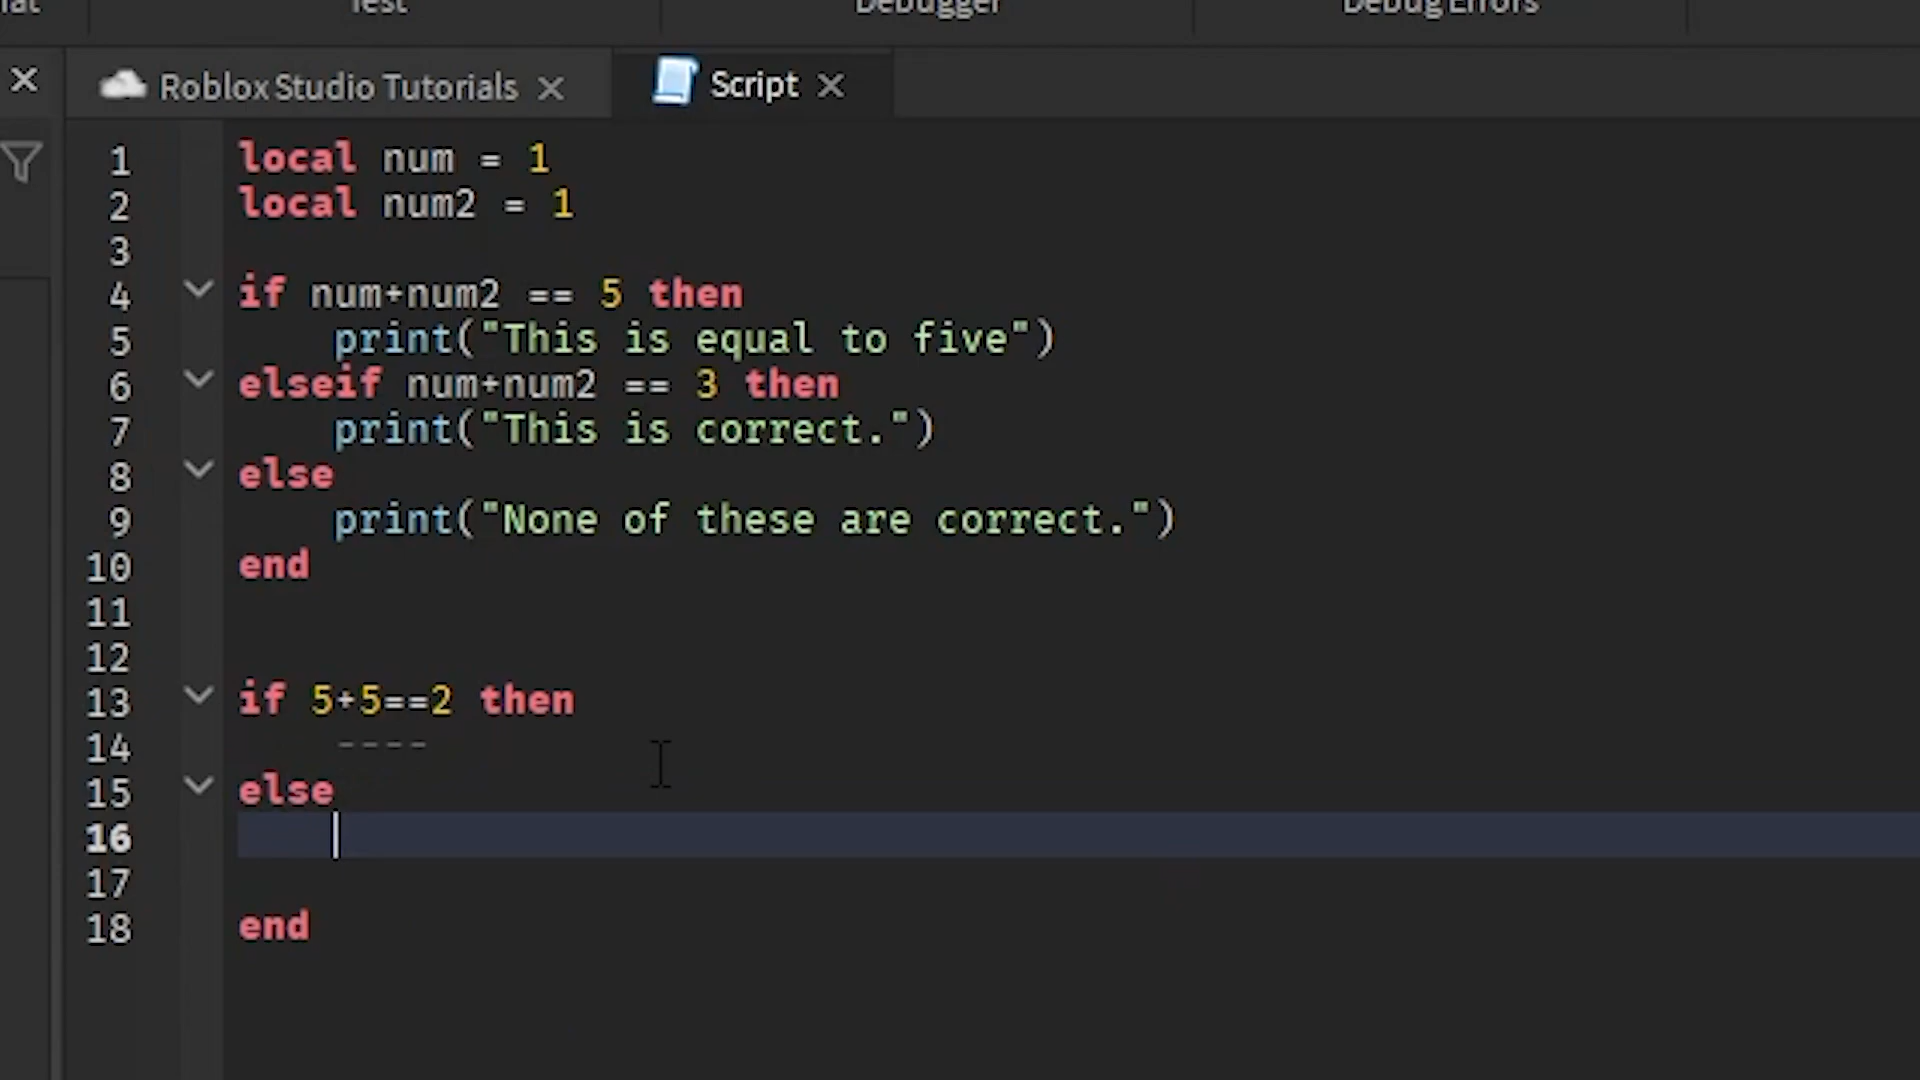 Test
Debugger
Debug Errors
Roblox Studio Tutorials
Script
1 local num = 1
2 local num2 = 1
3
4 if num+num2 == 5 then
5 print("This is equal to five")
6 elseif num+num2 == 3 then
7 print("This is correct.")
8 else
9 print("None of these are correct.")
10 end
11
12
13 if 5+5==2 then
14 ----
15 else
16
17
18 end